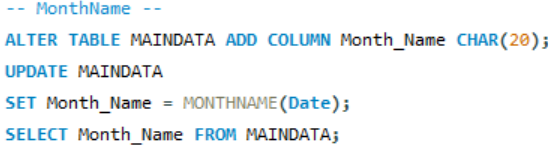 -- MonthName --
ALTER TABLE MAINDATA ADD COLUMN Month_Name CHAR(20);
UPDATE MAINDATA
SET Month_Name = MONTHNAME(Date);
SELECT Month_Name FROM MAINDATA;